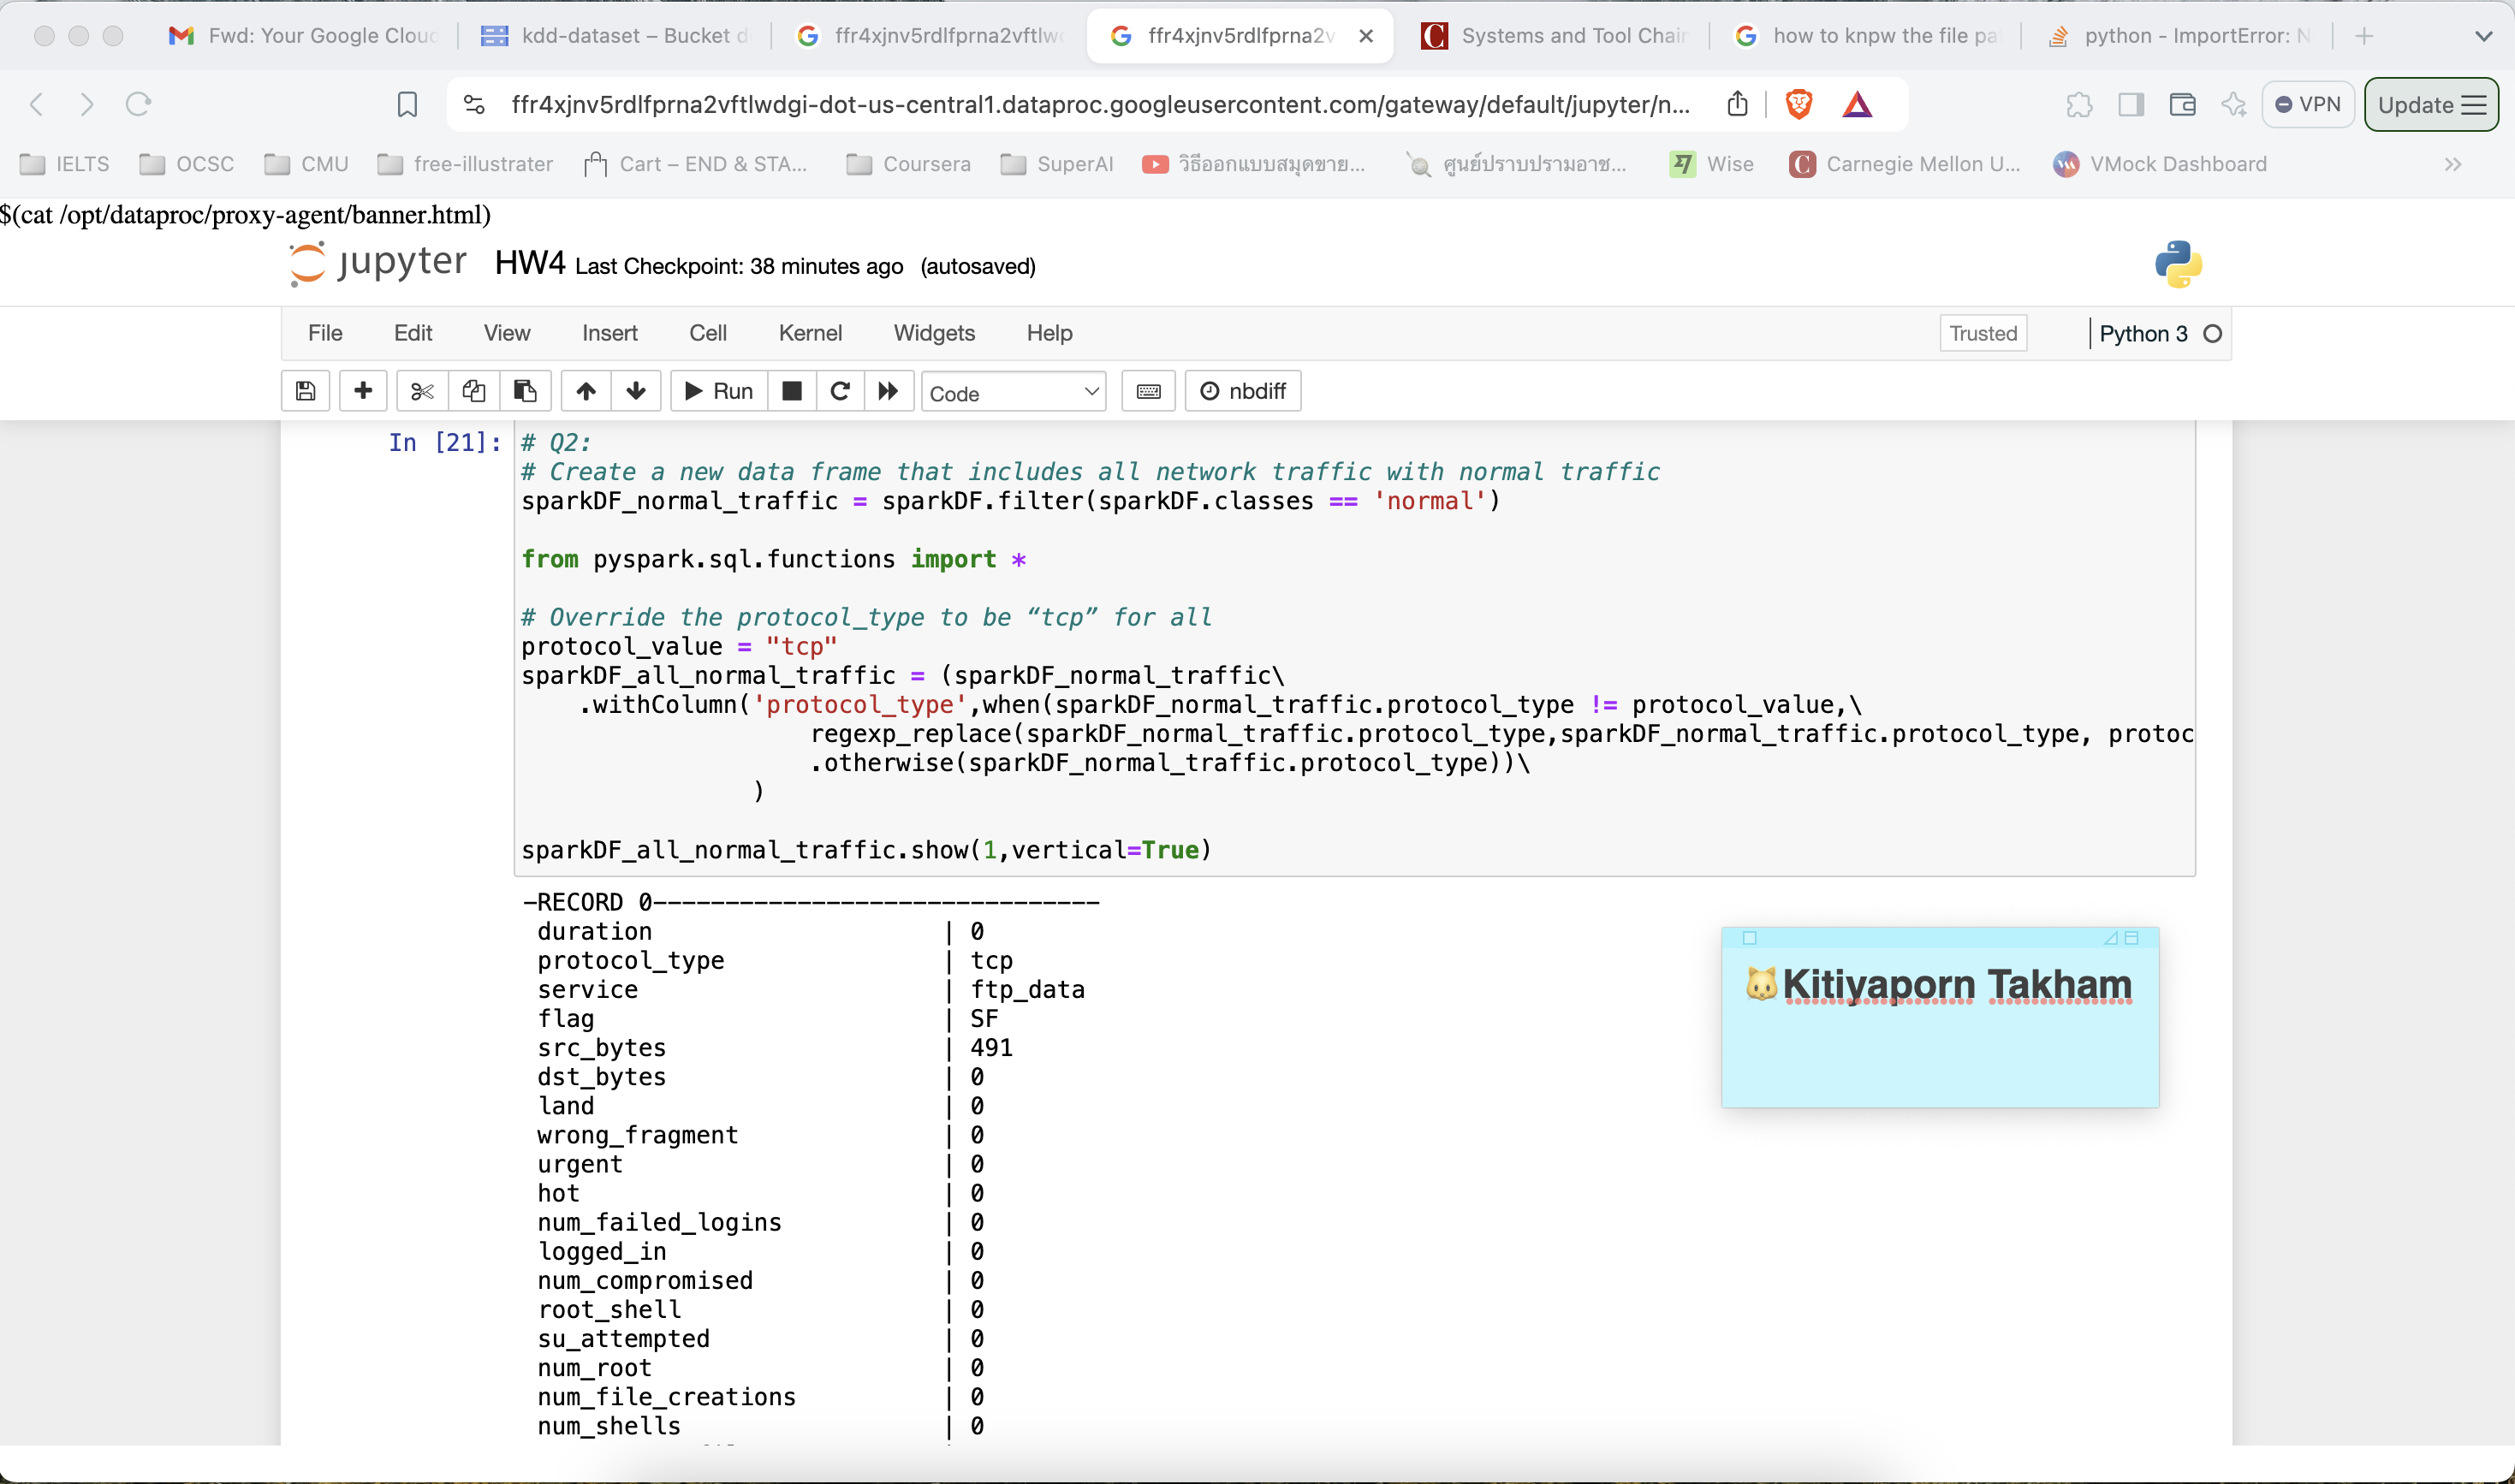 Fwd: Your Google Cloud
kdd-dataset – Bucket d
ffr4xjnv5rdlfprna2vftlw
ffr4xjnv5rdlfprna2v
Systems and Tool Chain
how to knpw the file pa
python - ImportError: N
ffr4xjnv5rdlfprna2vftlwdgi-dot-us-central1.dataproc.googleusercontent.com/gateway/default/jupyter/n...
VPN
Update
IELTS
OCSC
CMU
free-illustrater
Cart – END & STA...
Coursera
SuperAI
วิธีออกแบบสมุดขาย...
ศูนย์ปราบปรามอาช...
Wise
Carnegie Mellon U...
VMock Dashboard
$(cat /opt/dataproc/proxy-agent/banner.html)
jupyter HW4 Last Checkpoint: 38 minutes ago (autosaved)
File Edit View Insert Cell Kernel Widgets Help
Trusted
Python 3
Run
Code
nbdiff
In [21]:
# Q2:
# Create a new data frame that includes all network traffic with normal traffic
sparkDF_normal_traffic = sparkDF.filter(sparkDF.classes == 'normal')
from pyspark.sql.functions import *
# Override the protocol_type to be “tcp” for all
protocol_value = "tcp"
sparkDF_all_normal_traffic = (sparkDF_normal_traffic\
.withColumn('protocol_type',when(sparkDF_normal_traffic.protocol_type != protocol_value,\
regexp_replace(sparkDF_normal_traffic.protocol_type,sparkDF_normal_traffic.protocol_type, protoc
.otherwise(sparkDF_normal_traffic.protocol_type))\
)
sparkDF_all_normal_traffic.show(1,vertical=True)
-RECORD 0-------------------------------
duration | 0
protocol_type | tcp
service | ftp_data
flag | SF
src_bytes | 491
dst_bytes | 0
land | 0
wrong_fragment | 0
urgent | 0
hot | 0
num_failed_logins | 0
logged_in | 0
num_compromised | 0
root_shell | 0
su_attempted | 0
num_root | 0
num_file_creations | 0
num_shells | 0
🐱Kitiyaporn Takham